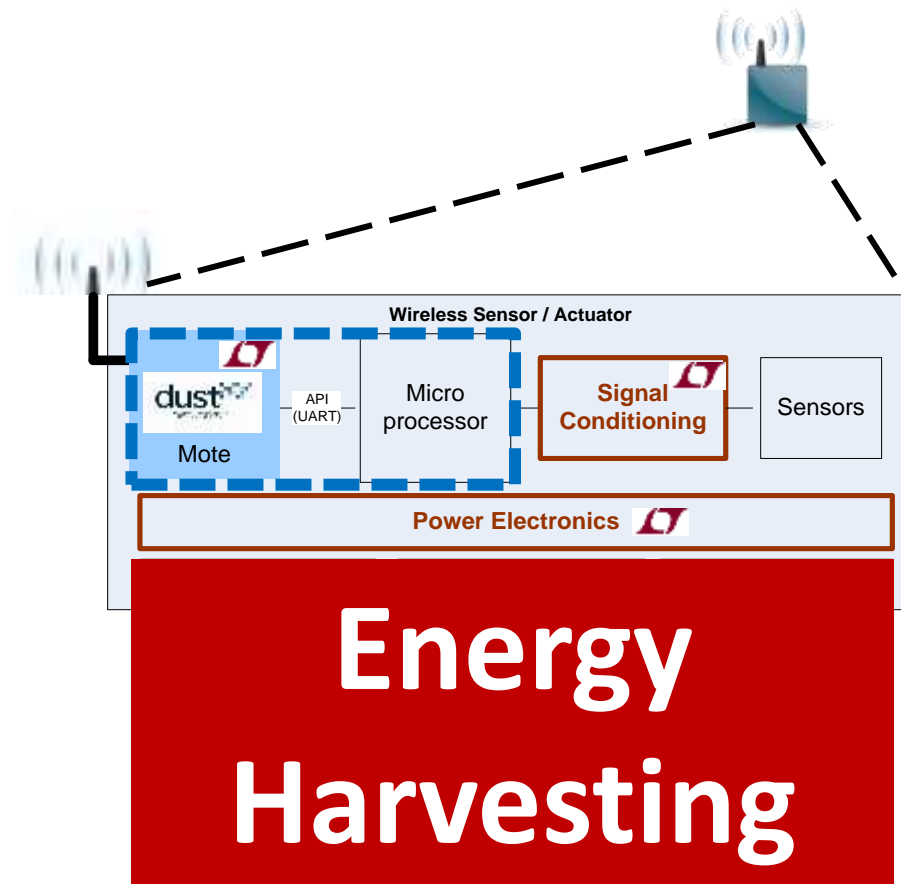 Wireless Sensor / Actuator
dust
Mote
API
(UART)
Micro
processor
Signal
Conditioning
Sensors
Power Electronics
Energy
Harvesting